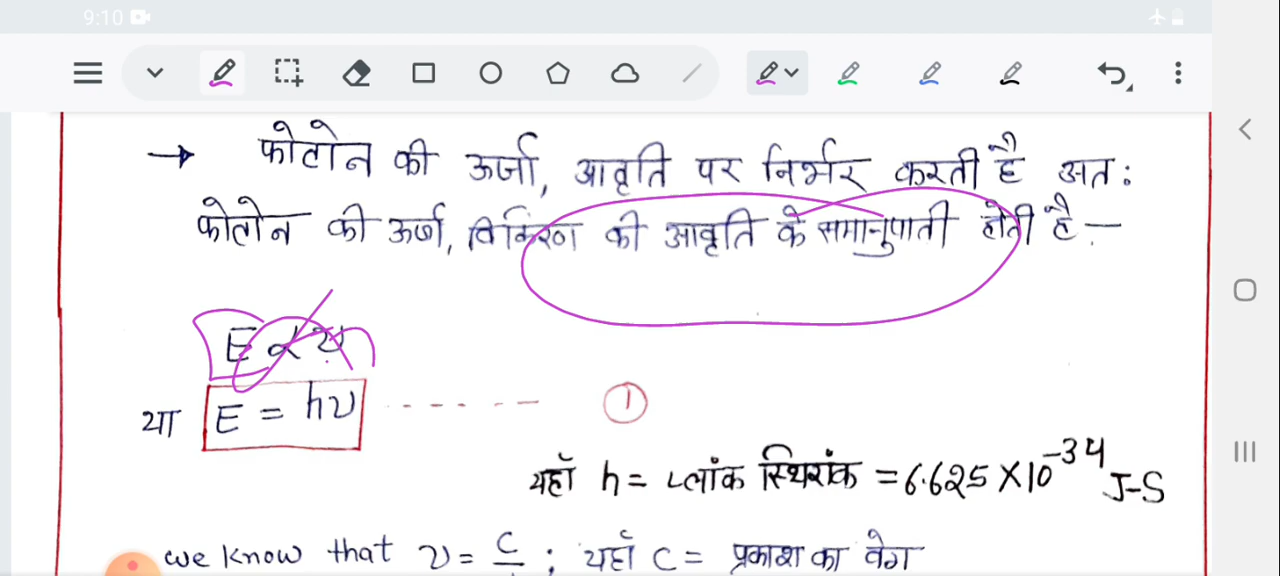 9:10
→ फोटोन की ऊर्जा, आवृति पर निर्भर करती है अत:
फोटोन की ऊर्जा, विकिरण की आवृति के समानुपाती होती है –
E ∝ ν
या E = hν ------ ①
यहाँ h = प्लांक स्थिरांक = 6.625 × 10⁻³⁴ J-S
we know that ν = c ; यहाँ c = प्रकाश का वेग